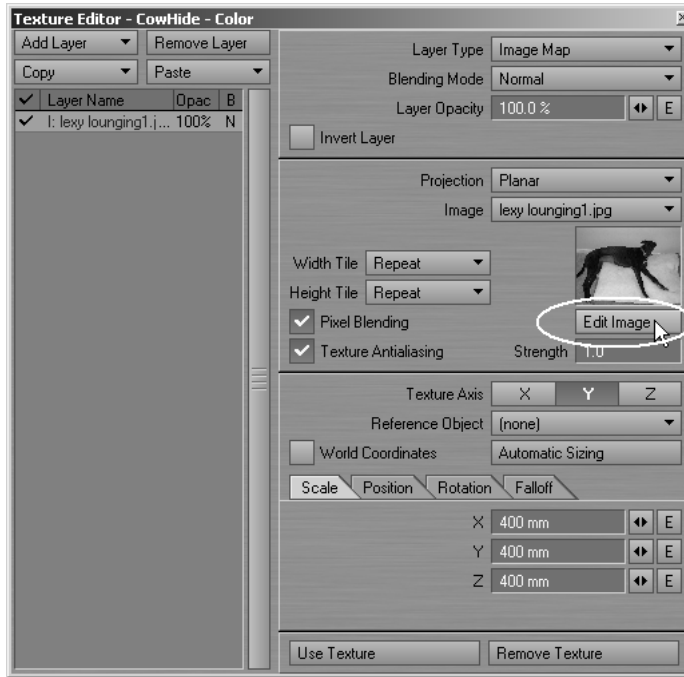 Texture Editor - CowHide - Color
Add Layer
Remove Layer
Copy
Paste
Layer Name Opac B
I: lexy lounging1.j... 100% N
Layer Type Image Map
Blending Mode Normal
Layer Opacity 100.0 % E
Invert Layer
Projection Planar
Image lexy lounging1.jpg
Width Tile Repeat
Height Tile Repeat
Pixel Blending
Edit Image
Texture Antialiasing Strength 1.0
Texture Axis X Y Z
Reference Object (none)
World Coordinates Automatic Sizing
Scale Position Rotation Falloff
X 400 mm E
Y 400 mm E
Z 400 mm E
Use Texture Remove Texture